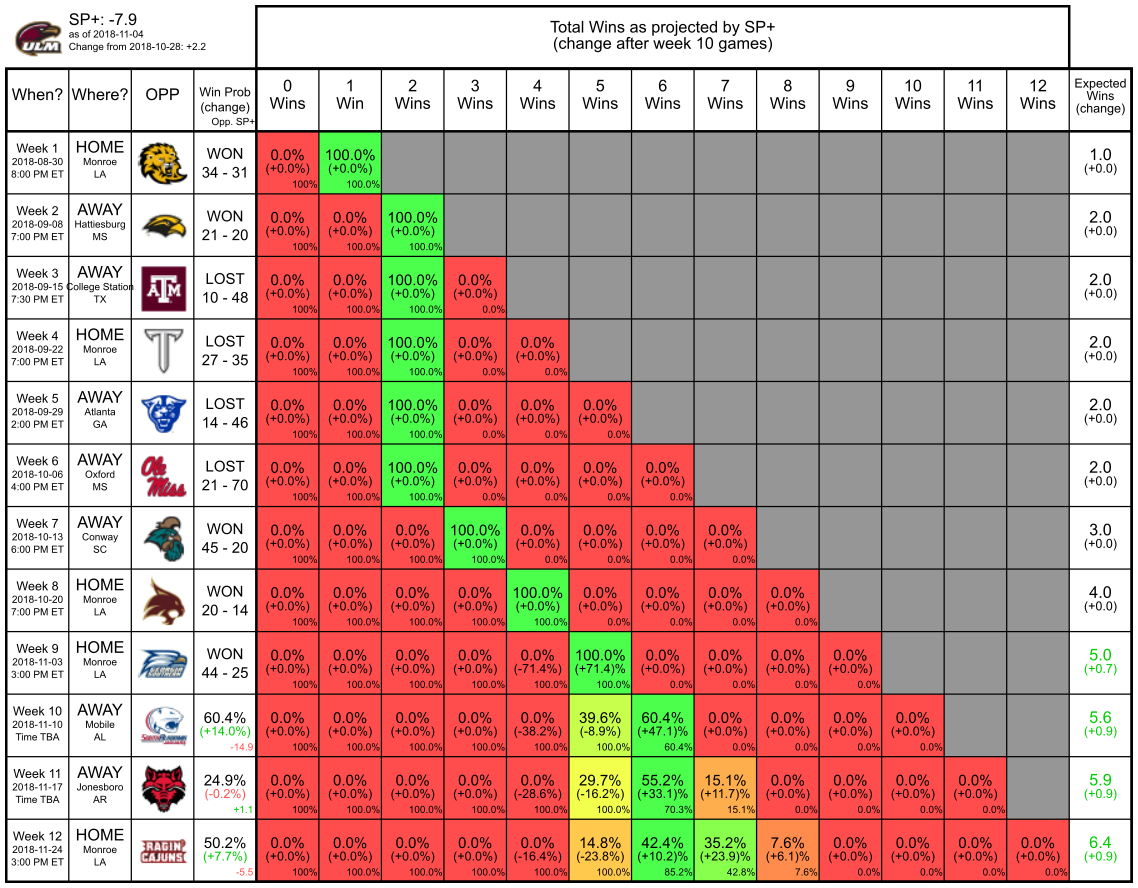 ULM
SP+: -7.9
as of 2018-11-04
Change from 2018-10-28: +2.2
Total Wins as projected by SP+
(change after week 10 games)
When? Where? OPP Win Prob 0 1 2 3 4 5 6 7 8 9 10 11 12 Expected
(change) Wins Win Wins Wins Wins Wins Wins Wins Wins Wins Wins Wins Wins Wins
Opp. SP+ (change)
Week 1 HOME WON 0.0% 100.0% 1.0
2018-08-30 Monroe (+0.0%) (+0.0%) (+0.0)
8:00 PM ET LA 34 - 31 100% 100.0%
Week 2 AWAY WON 0.0% 0.0% 100.0% 2.0
2018-09-08 Hattiesburg (+0.0%) (+0.0%) (+0.0%) (+0.0)
7:00 PM ET MS 21 - 20 100% 100.0% 100.0%
Week 3 AWAY ATM LOST 0.0% 0.0% 100.0% 0.0% 2.0
2018-09-15 College Station (+0.0%) (+0.0%) (+0.0%) (+0.0%) (+0.0)
7:30 PM ET TX 10 - 48 100% 100.0% 100.0% 0.0%
Week 4 HOME T LOST 0.0% 0.0% 100.0% 0.0% 0.0% 2.0
2018-09-22 Monroe (+0.0%) (+0.0%) (+0.0%) (+0.0%) (+0.0%) (+0.0)
7:00 PM ET LA 27 - 35 100% 100.0% 100.0% 0.0% 0.0%
Week 5 AWAY LOST 0.0% 0.0% 100.0% 0.0% 0.0% 0.0% 2.0
2018-09-29 Atlanta (+0.0%) (+0.0%) (+0.0%) (+0.0%) (+0.0%) (+0.0%) (+0.0)
2:00 PM ET GA 14 - 46 100% 100.0% 100.0% 0.0% 0.0% 0.0%
Week 6 AWAY Ole Miss LOST 0.0% 0.0% 100.0% 0.0% 0.0% 0.0% 0.0% 2.0
2018-10-06 Oxford (+0.0%) (+0.0%) (+0.0%) (+0.0%) (+0.0%) (+0.0%) (+0.0%) (+0.0)
4:00 PM ET MS 21 - 70 100% 100.0% 100.0% 0.0% 0.0% 0.0% 0.0%
Week 7 AWAY WON 0.0% 0.0% 0.0% 100.0% 0.0% 0.0% 0.0% 0.0% 3.0
2018-10-13 Conway (+0.0%) (+0.0%) (+0.0%) (+0.0%) (+0.0%) (+0.0%) (+0.0%) (+0.0%) (+0.0)
6:00 PM ET SC 45 - 20 100% 100.0% 100.0% 100.0% 0.0% 0.0% 0.0% 0.0%
Week 8 HOME WON 0.0% 0.0% 0.0% 0.0% 100.0% 0.0% 0.0% 0.0% 0.0% 4.0
2018-10-20 Monroe (+0.0%) (+0.0%) (+0.0%) (+0.0%) (+0.0%) (+0.0%) (+0.0%) (+0.0%) (+0.0%) (+0.0)
7:00 PM ET LA 20 - 14 100% 100.0% 100.0% 100.0% 100.0% 0.0% 0.0% 0.0% 0.0%
Week 9 HOME WON 0.0% 0.0% 0.0% 0.0% 0.0% 100.0% 0.0% 0.0% 0.0% 0.0% 5.0
2018-11-03 Monroe (+0.0%) (+0.0%) (+0.0%) (+0.0%) (-71.4%) (+71.4)% (+0.0%) (+0.0%) (+0.0%) (+0.0%) (+0.7)
3:00 PM ET LA 44 - 25 100% 100.0% 100.0% 100.0% 100.0% 100.0% 0.0% 0.0% 0.0% 0.0%
Week 10 AWAY 60.4% 0.0% 0.0% 0.0% 0.0% 0.0% 39.6% 60.4% 0.0% 0.0% 0.0% 0.0% 5.6
2018-11-10 Mobile (+14.0%) (+0.0%) (+0.0%) (+0.0%) (+0.0%) (-38.2%) (-8.9%) (+47.1)% (+0.0%) (+0.0%) (+0.0%) (+0.0%) (+0.9)
Time TBA AL -14.9 100% 100.0% 100.0% 100.0% 100.0% 100.0% 60.4% 0.0% 0.0% 0.0% 0.0%
Week 11 AWAY 24.9% 0.0% 0.0% 0.0% 0.0% 0.0% 29.7% 55.2% 15.1% 0.0% 0.0% 0.0% 0.0% 5.9
2018-11-17 Jonesboro (-0.2%) (+0.0%) (+0.0%) (+0.0%) (+0.0%) (-28.6%) (-16.2%) (+33.1)% (+11.7)% (+0.0%) (+0.0%) (+0.0%) (+0.0%) (+0.9)
Time TBA AR +1.1 100% 100.0% 100.0% 100.0% 100.0% 100.0% 70.3% 15.1% 0.0% 0.0% 0.0% 0.0%
Week 12 HOME RAGIN' CAJUNS 50.2% 0.0% 0.0% 0.0% 0.0% 0.0% 14.8% 42.4% 35.2% 7.6% 0.0% 0.0% 0.0% 0.0% 6.4
2018-11-24 Monroe (+7.7%) (+0.0%) (+0.0%) (+0.0%) (+0.0%) (-16.4%) (-23.8%) (+10.2)% (+23.9)% (+6.1)% (+0.0%) (+0.0%) (+0.0%) (+0.0%) (+0.9)
3:00 PM ET LA -5.5 100% 100.0% 100.0% 100.0% 100.0% 100.0% 85.2% 42.8% 7.6% 0.0% 0.0% 0.0% 0.0%